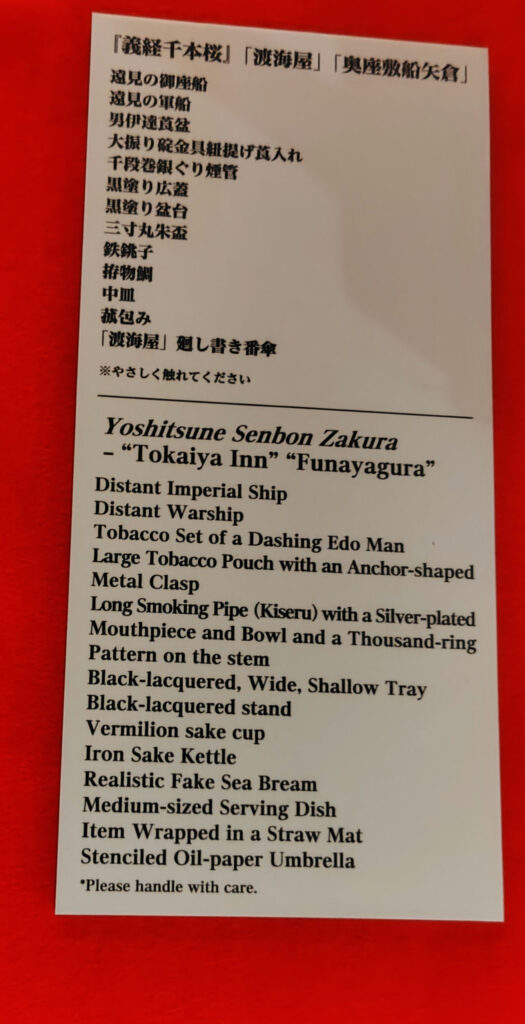 『義経千本桜』「渡海屋」「奥座敷船矢倉」
遠見の御座船
遠見の軍船
男伊達莨盆
大振り碇金具紐提げ莨入れ
千段巻銀ぐり煙管
黒塗り広蓋
黒塗り盆台
三寸丸朱盃
鉄銚子
拵物鯛
中皿
菰包み
「渡海屋」廻し書き番傘
※やさしく触れてください
Yoshitsune Senbon Zakura
– “Tokaiya Inn” “Funayagura”
Distant Imperial Ship
Distant Warship
Tobacco Set of a Dashing Edo Man
Large Tobacco Pouch with an Anchor-shaped
Metal Clasp
Long Smoking Pipe (Kiseru) with a Silver-plated
Mouthpiece and Bowl and a Thousand-ring
Pattern on the stem
Black-lacquered, Wide, Shallow Tray
Black-lacquered stand
Vermilion sake cup
Iron Sake Kettle
Realistic Fake Sea Bream
Medium-sized Serving Dish
Item Wrapped in a Straw Mat
Stenciled Oil-paper Umbrella
*Please handle with care.